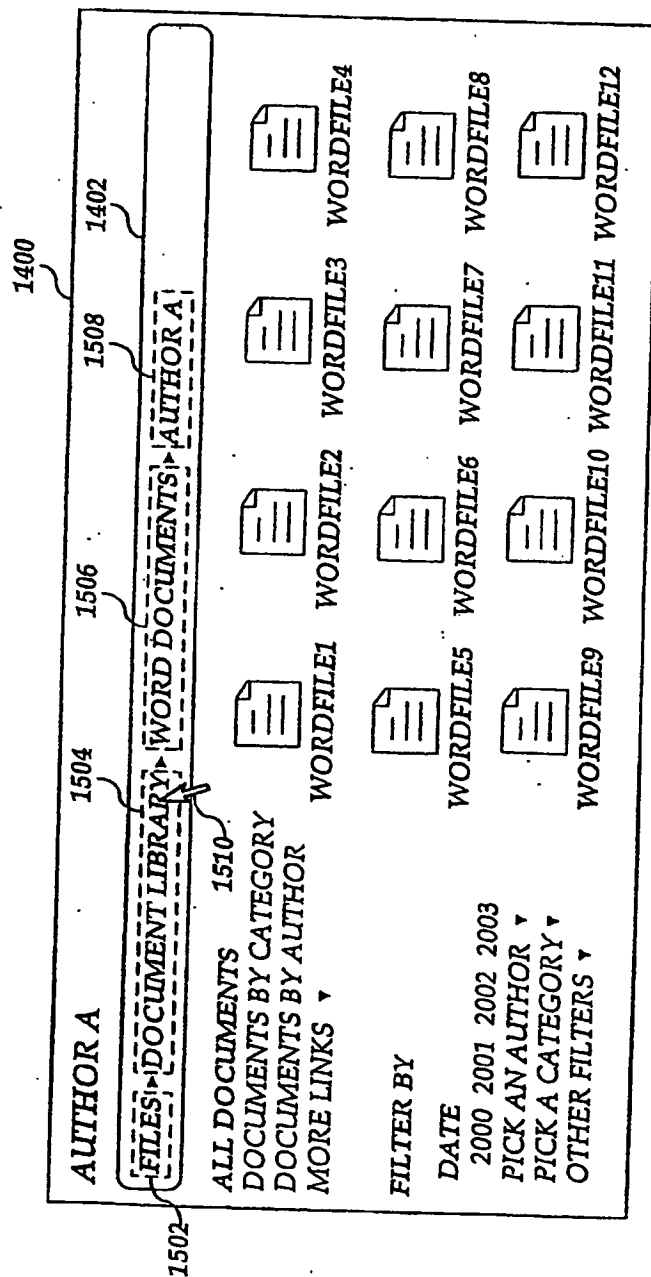 1400
1402
1508
1506
1504
1502
AUTHOR A
FILES ▸ DOCUMENT LIBRARY ▸ WORD DOCUMENTS ▸ AUTHOR A
1510
ALL DOCUMENTS
DOCUMENTS BY CATEGORY
DOCUMENTS BY AUTHOR
MORE LINKS ▾
FILTER BY
DATE
2000 2001 2002 2003
PICK AN AUTHOR ▾
PICK A CATEGORY ▾
OTHER FILTERS ▾
WORDFILE1 WORDFILE2 WORDFILE3 WORDFILE4
WORDFILE5 WORDFILE6 WORDFILE7 WORDFILE8
WORDFILE9 WORDFILE10 WORDFILE11 WORDFILE12